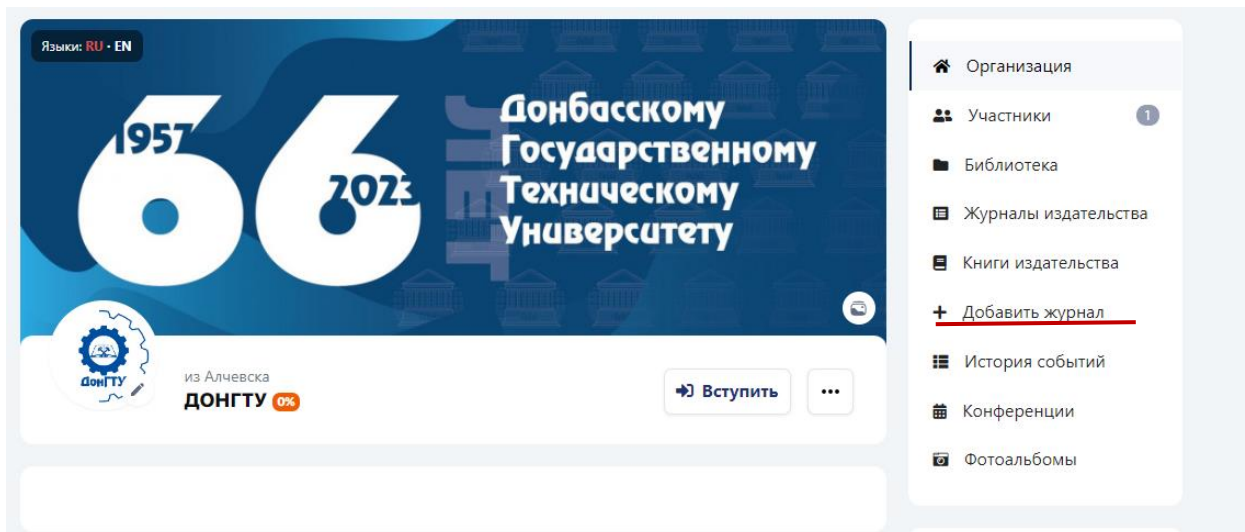 Языки: RU · EN
1957
66
2023
ЛЕТ
Донбасскому
Государственному
Техническому
Университету
ДонГТУ
из Алчевска
ДОНГТУ 0%
Вступить
Организация
Участники 1
Библиотека
Журналы издательства
Книги издательства
Добавить журнал
История событий
Конференции
Фотоальбомы